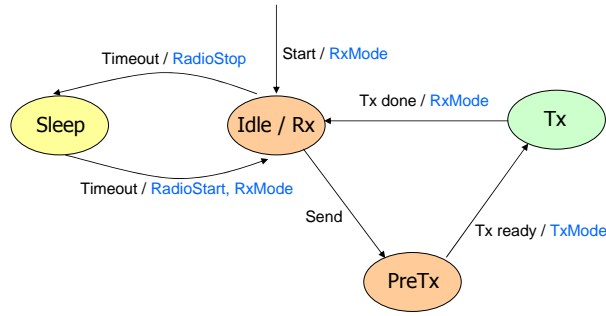 Start / RxMode
Timeout / RadioStop
Tx done / RxMode
Sleep
Idle / Rx
Tx
Timeout / RadioStart, RxMode
Send
Tx ready / TxMode
PreTx